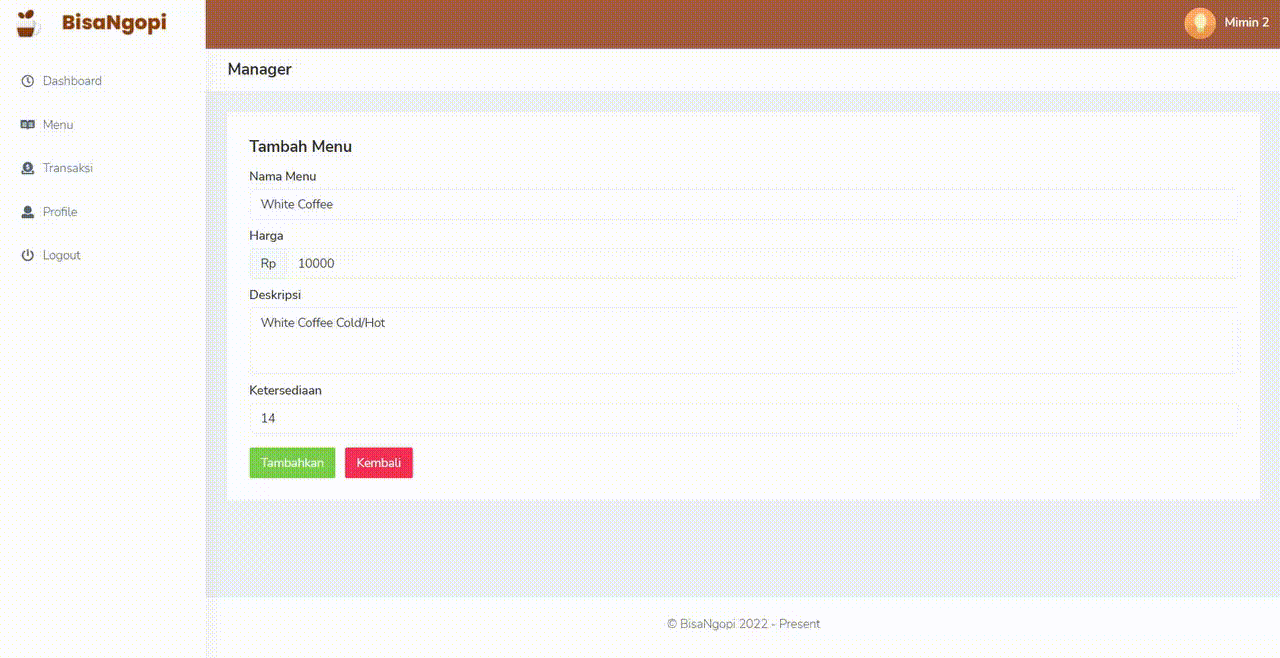 BisaNgopi
Mimin 2
Dashboard
Menu
Transaksi
Profile
Logout
Manager
Tambah Menu
Nama Menu
White Coffee
Harga
Rp 10000
Deskripsi
White Coffee Cold/Hot
Ketersediaan
14
Tambahkan Kembali
© BisaNgopi 2022 - Present